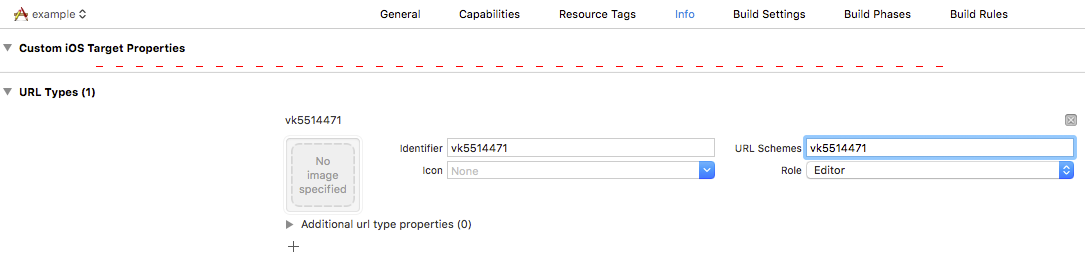 example General Capabilities Resource Tags Info Build Settings Build Phases Build Rules
Custom iOS Target Properties
URL Types (1)
vk5514471
No
image
specified
Identifier vk5514471 URL Schemes vk5514471
Icon None Role Editor
Additional url type properties (0)